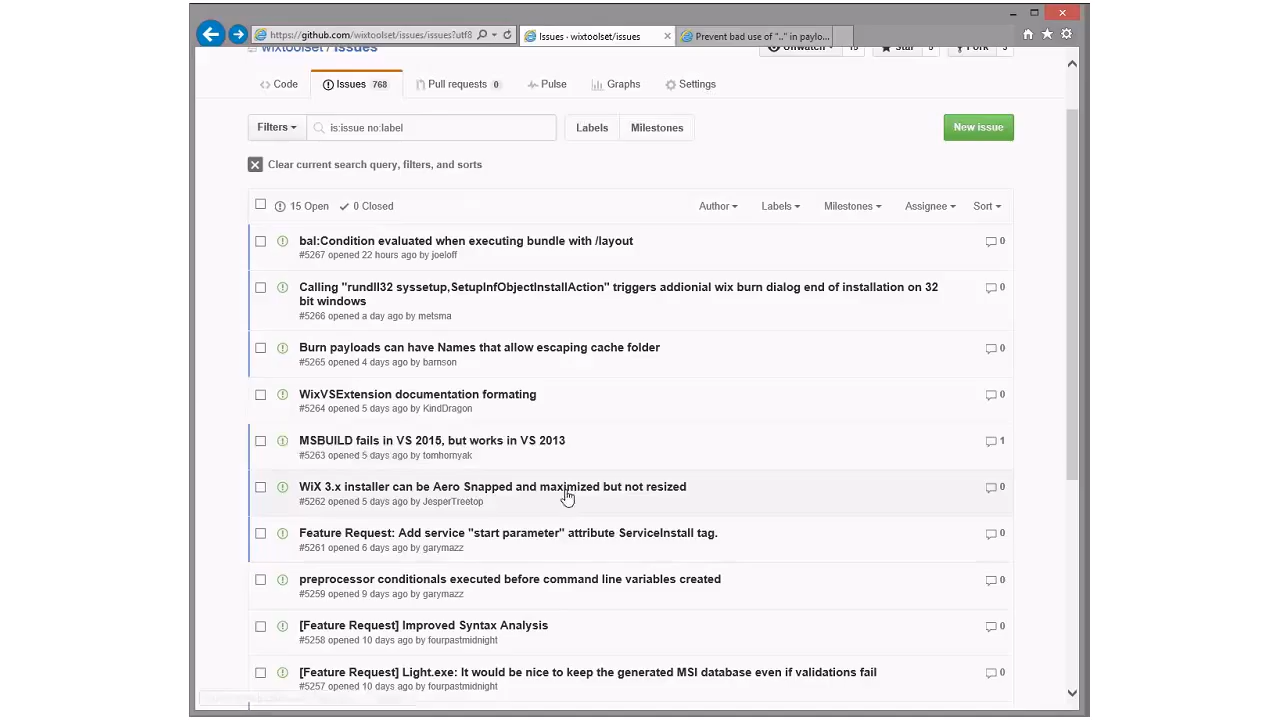 https://github.com/wixtoolset/issues/issues?utf8
Issues · wixtoolset/issues
Prevent bad use of ".." in paylo...
wixtoolset / issues
Unwatch 15
Star
Fork
Code
Issues 768
Pull requests 0
Pulse
Graphs
Settings
Filters
is:issue no:label
Labels
Milestones
New issue
Clear current search query, filters, and sorts
15 Open
0 Closed
Author
Labels
Milestones
Assignee
Sort
bal:Condition evaluated when executing bundle with /layout
0
#5267 opened 22 hours ago by joeloff
Calling "rundll32 syssetup,SetupInfObjectInstallAction" triggers addionial wix burn dialog end of installation on 32
0
bit windows
#5266 opened a day ago by metsma
Burn payloads can have Names that allow escaping cache folder
0
#5265 opened 4 days ago by barnson
WixVSExtension documentation formating
0
#5264 opened 5 days ago by KindDragon
MSBUILD fails in VS 2015, but works in VS 2013
1
#5263 opened 5 days ago by tomhornyak
WiX 3.x installer can be Aero Snapped and maximized but not resized
0
#5262 opened 5 days ago by JesperTreetop
Feature Request: Add service "start parameter" attribute ServiceInstall tag.
0
#5261 opened 6 days ago by garymazz
preprocessor conditionals executed before command line variables created
0
#5259 opened 9 days ago by garymazz
[Feature Request] Improved Syntax Analysis
0
#5258 opened 10 days ago by fourpastmidnight
[Feature Request] Light.exe: It would be nice to keep the generated MSI database even if validations fail
0
#5257 opened 10 days ago by fourpastmidnight